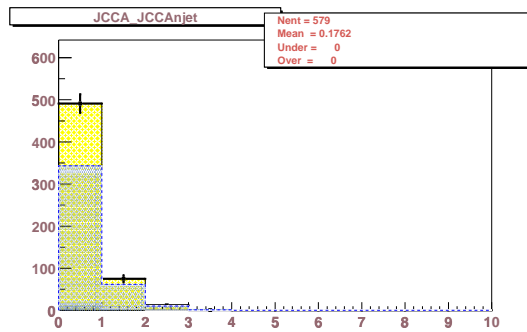 JCCA_JCCAnjet
Nent = 579
Mean = 0.1762
Under = 0
Over = 0
600
500
400
300
200
100
0
0 1 2 3 4 5 6 7 8 9 10